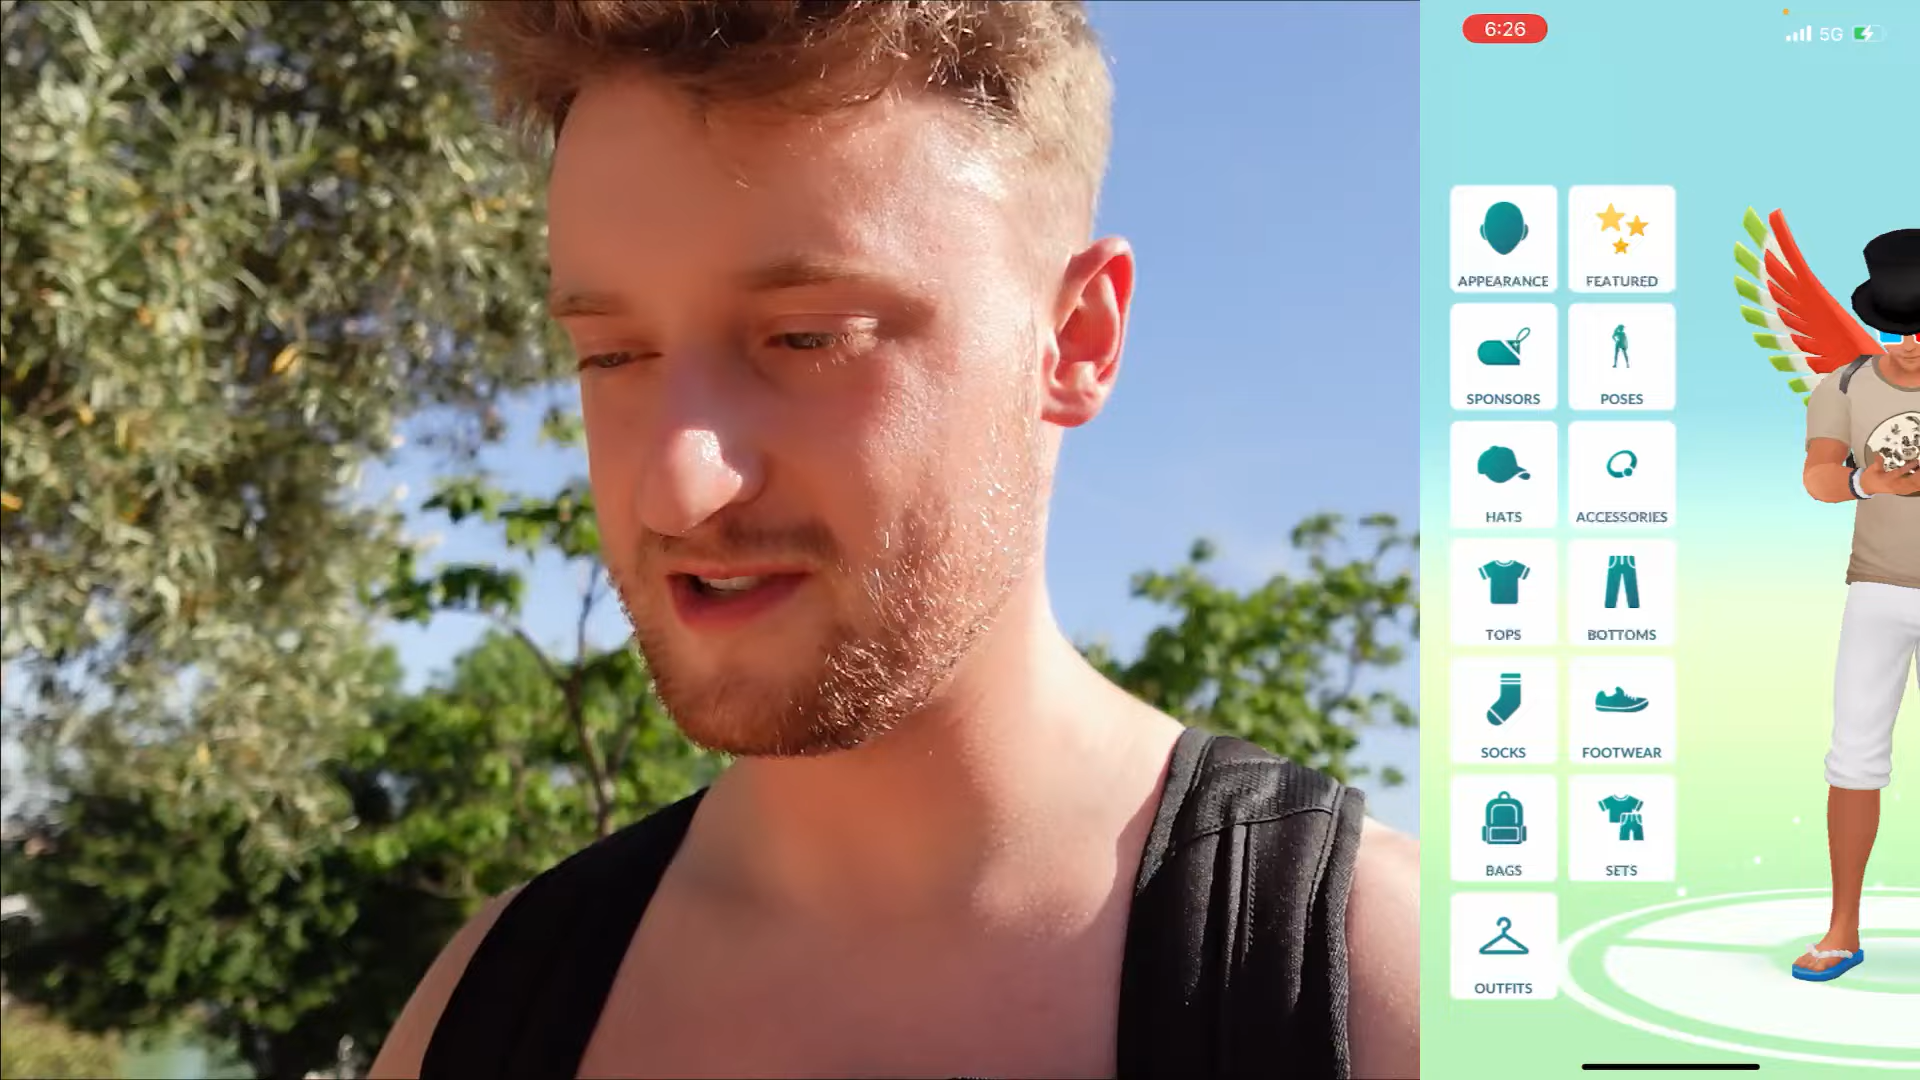 6:26
5G
APPEARANCE
FEATURED
SPONSORS
POSES
HATS
ACCESSORIES
TOPS
BOTTOMS
SOCKS
FOOTWEAR
BAGS
SETS
OUTFITS